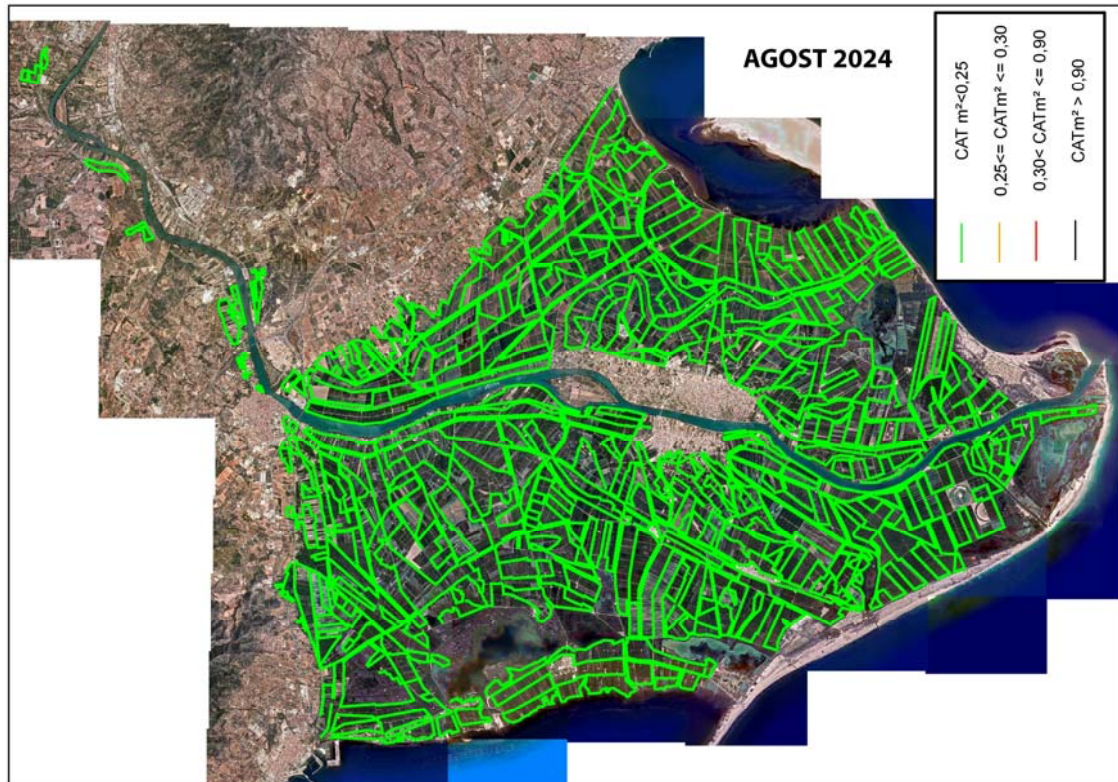 AGOST 2024
CAT m²<0,25
0,25<= CATm² <= 0,30
0,30< CATm² <= 0,90
CATm² > 0,90